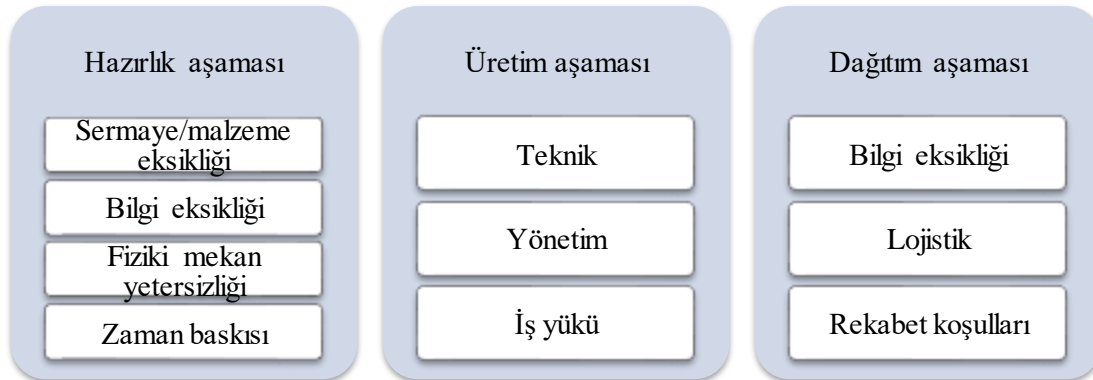 Hazırlık aşaması
Sermaye/malzeme
eksikliği
Bilgi eksikliği
Fiziki mekan
yetersizliği
Zaman baskısı
Üretim aşaması
Teknik
Yönetim
İş yükü
Dağıtım aşaması
Bilgi eksikliği
Lojistik
Rekabet koşulları